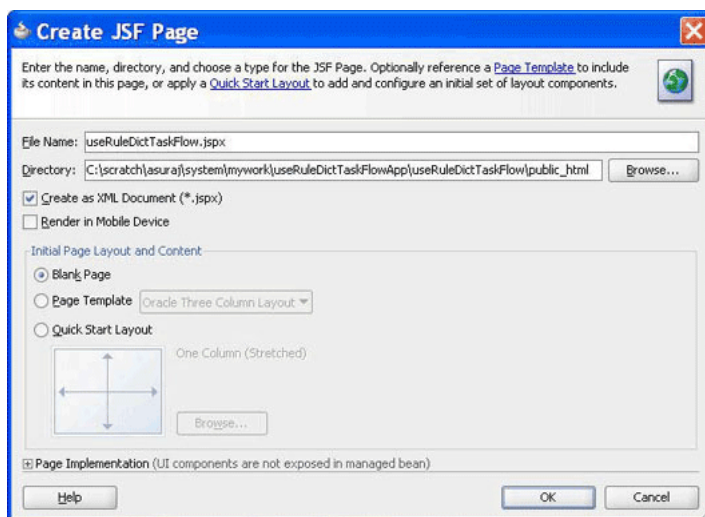 Create JSF Page
Enter the name, directory, and choose a type for the JSF Page. Optionally reference a Page Template to include
its content in this page, or apply a Quick Start Layout to add and configure an initial set of layout components.
File Name: useRuleDictTaskFlow.jspx
Directory: C:\scratch\asuraj\system\mywork\useRuleDictTaskFlowApp\useRuleDictTaskFlow\public_html Browse...
Create as XML Document (*.jspx)
Render in Mobile Device
Initial Page Layout and Content
Blank Page
Page Template Oracle Three Column Layout
Quick Start Layout
One Column (Stretched)
Browse...
Page Implementation (UI components are not exposed in managed bean)
Help OK Cancel